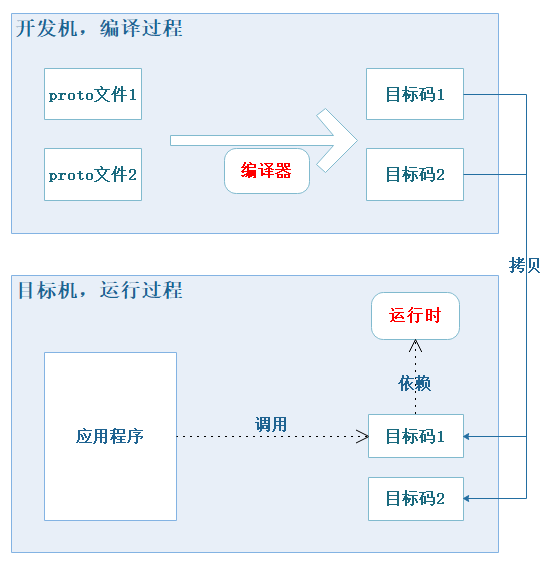 开发机，编译过程
proto文件1
目标码1
编译器
proto文件2
目标码2
拷贝
目标机，运行过程
运行时
依赖
应用程序
调用
目标码1
目标码2